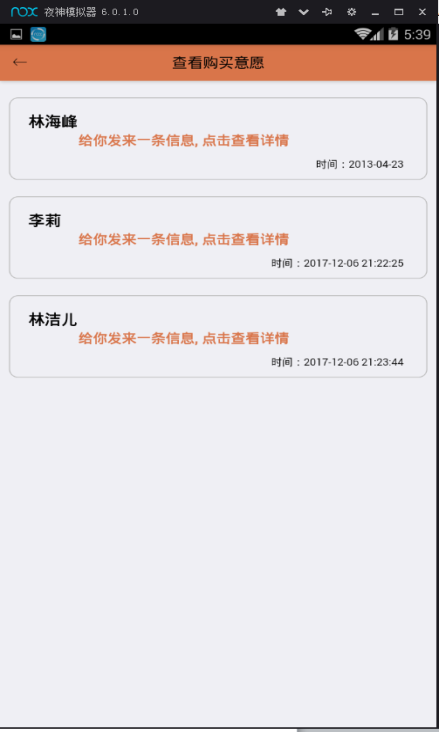 nox 夜神模拟器 6.0.1.0
5:39
查看购买意愿
林海峰
给你发来一条信息, 点击查看详情
时间：2013-04-23
李莉
给你发来一条信息, 点击查看详情
时间：2017-12-06 21:22:25
林洁儿
给你发来一条信息, 点击查看详情
时间：2017-12-06 21:23:44